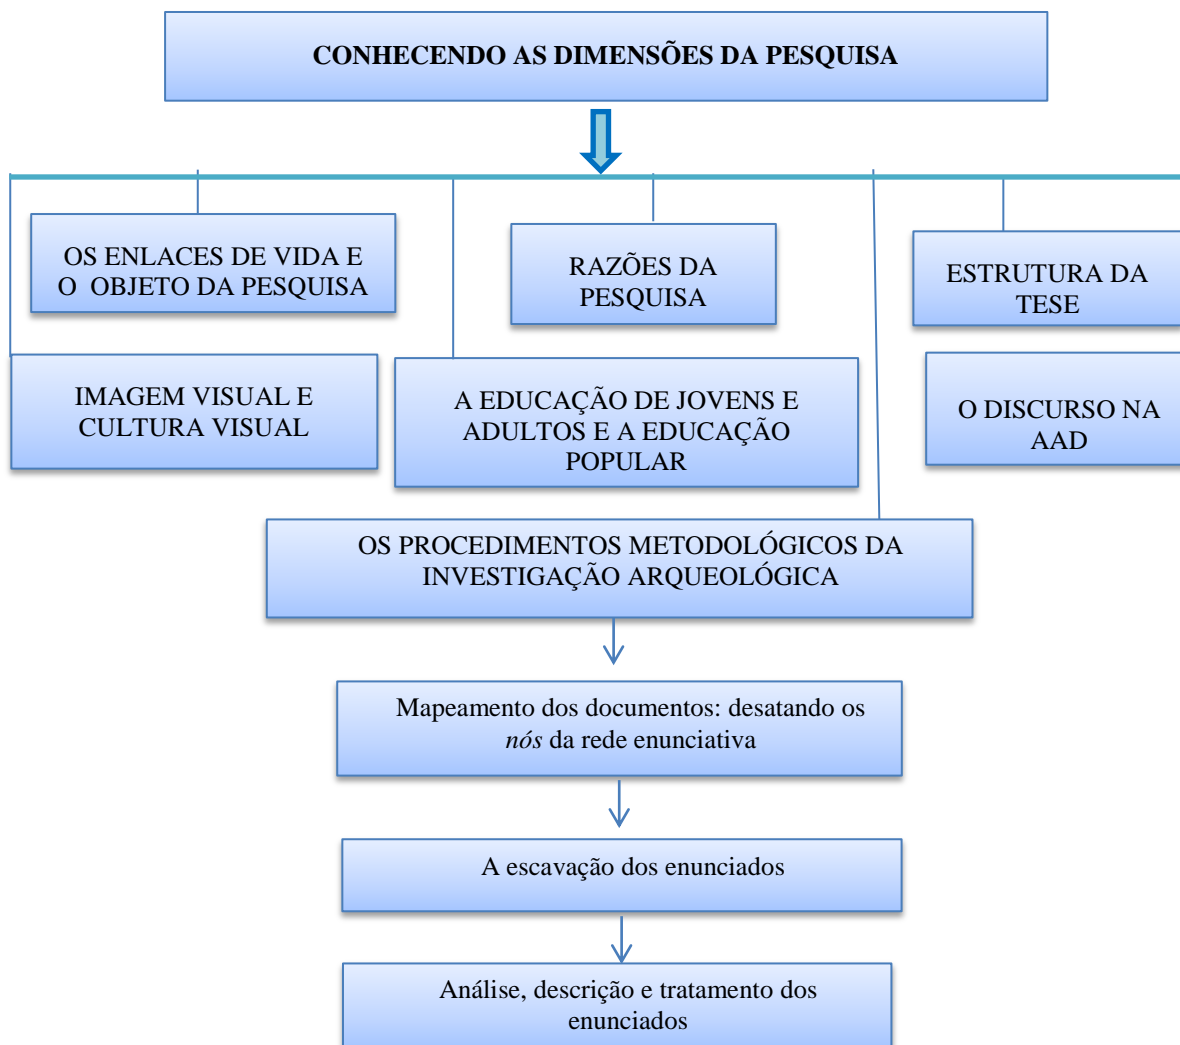 CONHECENDO AS DIMENSÕES DA PESQUISA
OS ENLACES DE VIDA E
O OBJETO DA PESQUISA
RAZÕES DA
PESQUISA
ESTRUTURA DA
TESE
IMAGEM VISUAL E
CULTURA VISUAL
A EDUCAÇÃO DE JOVENS E
ADULTOS E A EDUCAÇÃO
POPULAR
O DISCURSO NA
AAD
OS PROCEDIMENTOS METODOLÓGICOS DA
INVESTIGAÇÃO ARQUEOLÓGICA
Mapeamento dos documentos: desatando os
nós da rede enunciativa
A escavação dos enunciados
Análise, descrição e tratamento dos
enunciados